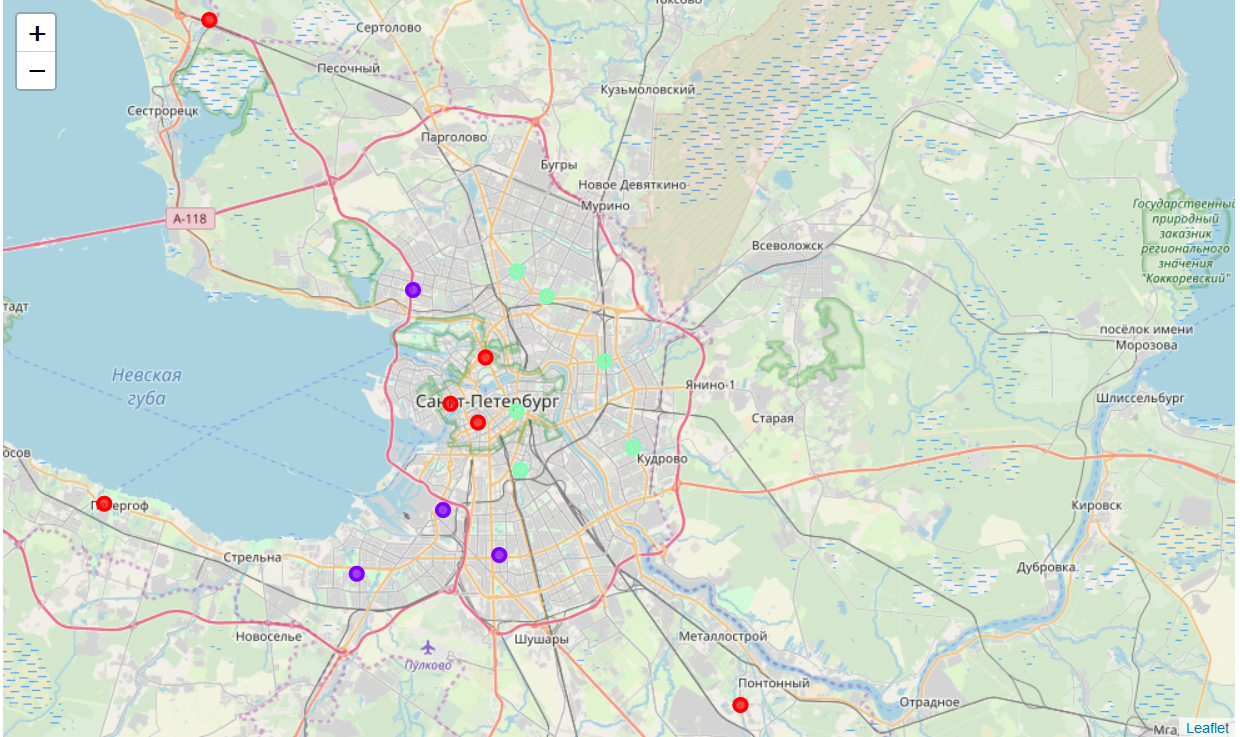 Токсово
+
−
Сертолово
Песочный
Кузьмоловский
Сестрорецк
Парголово
Бугры
Новое Девяткино
Мурино
А-118
Государственный
природный
заказник
регионального
значения
"Коккоревский"
Всеволожск
тадт
посёлок имени
Морозова
Невская
губа
Янино-1
Санкт-Петербург
Шлиссельбург
Старая
осов
Кудрово
Петергоф
Кировск
Стрельна
Дубровка
Новоселье
Шушары
Металлострой
Пулково
Понтонный
Отрадное
Мга
Leaflet